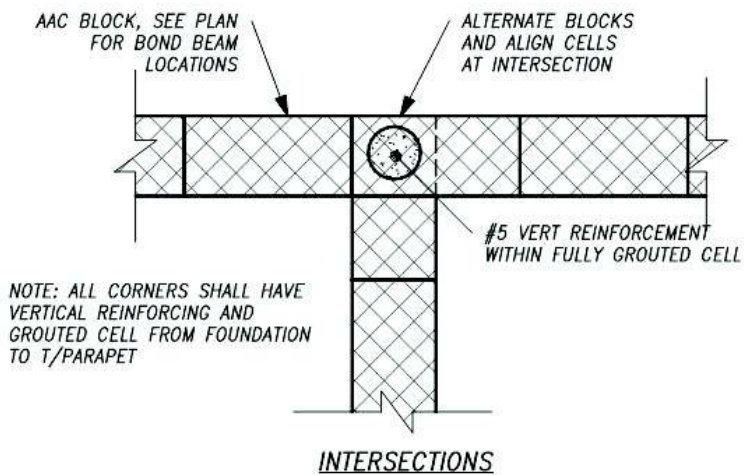 AAC BLOCK, SEE PLAN
FOR BOND BEAM
LOCATIONS
ALTERNATE BLOCKS
AND ALIGN CELLS
AT INTERSECTION
#5 VERT REINFORCEMENT
WITHIN FULLY GROUTED CELL
NOTE: ALL CORNERS SHALL HAVE
VERTICAL REINFORCING AND
GROUTED CELL FROM FOUNDATION
TO T/PARAPET
INTERSECTIONS